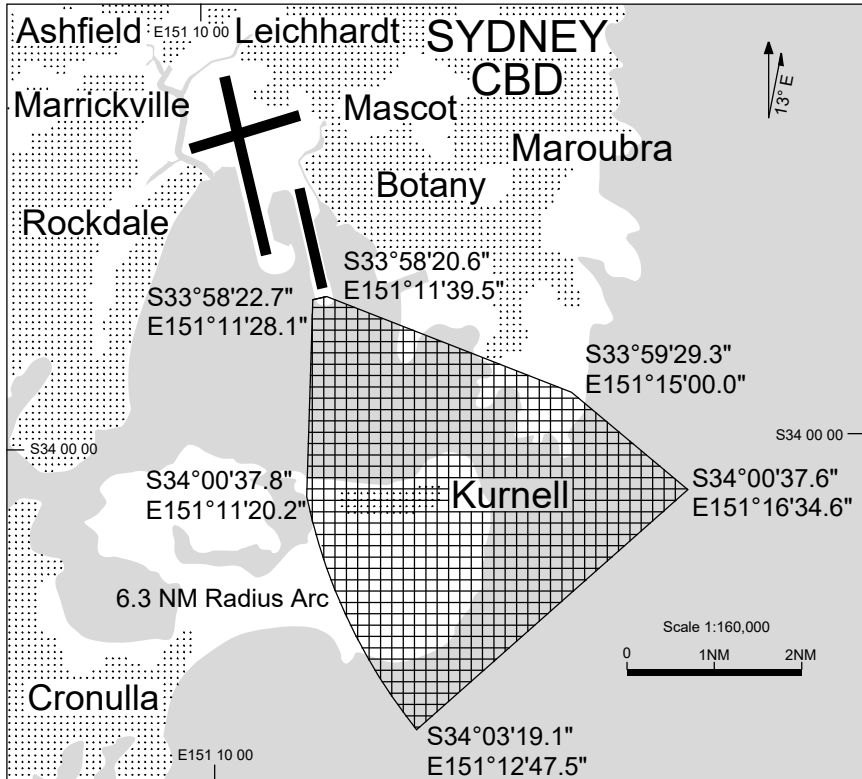 Ashfield
E151 10 00
Leichhardt
SYDNEY
CBD
13° E
Marrickville
Mascot
Maroubra
Botany
Rockdale
S33°58'20.6"
E151°11'39.5"
S33°58'22.7"
E151°11'28.1"
S33°59'29.3"
E151°15'00.0"
S34 00 00
S34 00 00
S34°00'37.8"
E151°11'20.2"
Kurnell
S34°00'37.6"
E151°16'34.6"
6.3 NM Radius Arc
Scale 1:160,000
0 1NM 2NM
Cronulla
S34°03'19.1"
E151°12'47.5"
E151 10 00